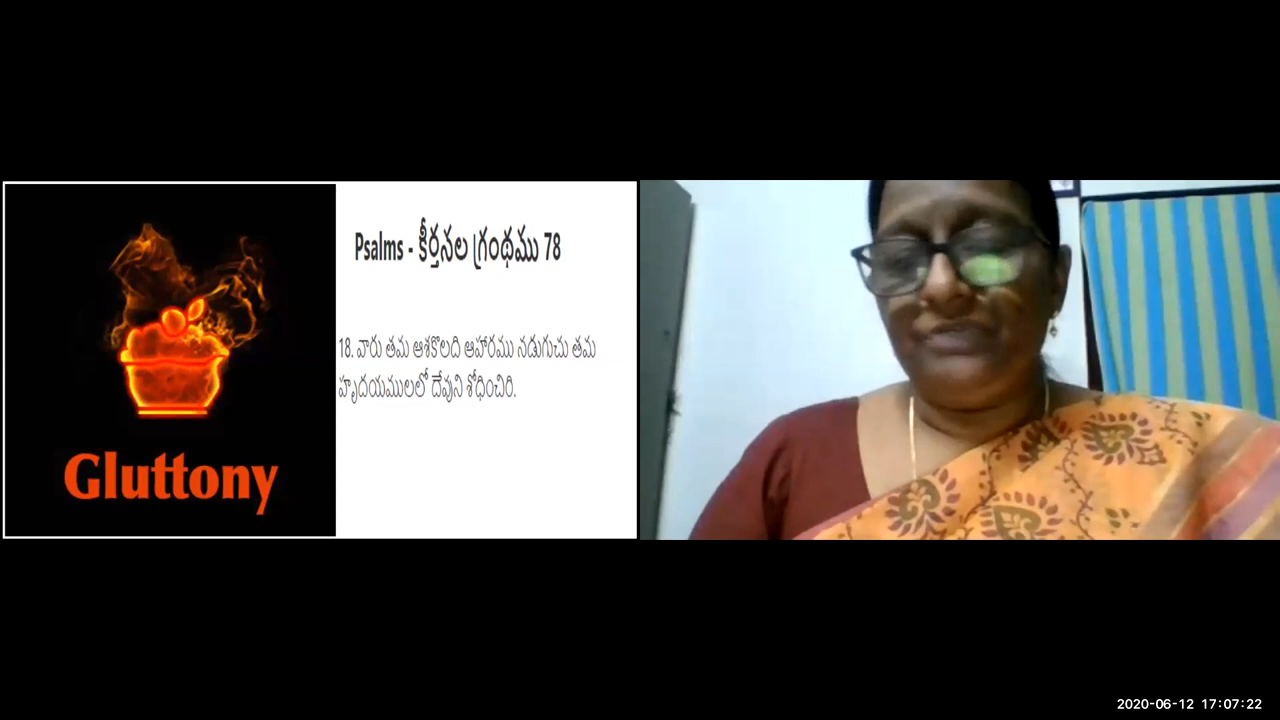 Psalms - కీర్తనల గ్రంథము 78
18. వారు తమ ఆశకొలది ఆహారము నడుగుచు తమ
హృదయములలో దేవుని శోధించిరి.
Gluttony
2020-06-12 17:07:22